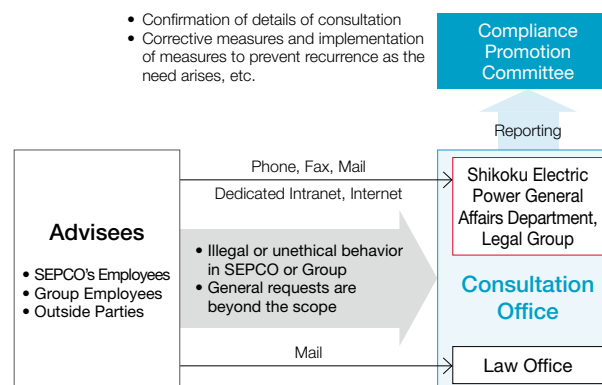 • Confirmation of details of consultation
• Corrective measures and implementation
of measures to prevent recurrence as the
need arises, etc.
Compliance
Promotion
Committee
Reporting
Advisees
• SEPCO's Employees
• Group Employees
• Outside Parties
Phone, Fax, Mail
Dedicated Intranet, Internet
• Illegal or unethical behavior
in SEPCO or Group
• General requests are
beyond the scope
Mail
Shikoku Electric
Power General
Affairs Department,
Legal Group
Consultation
Office
Law Office